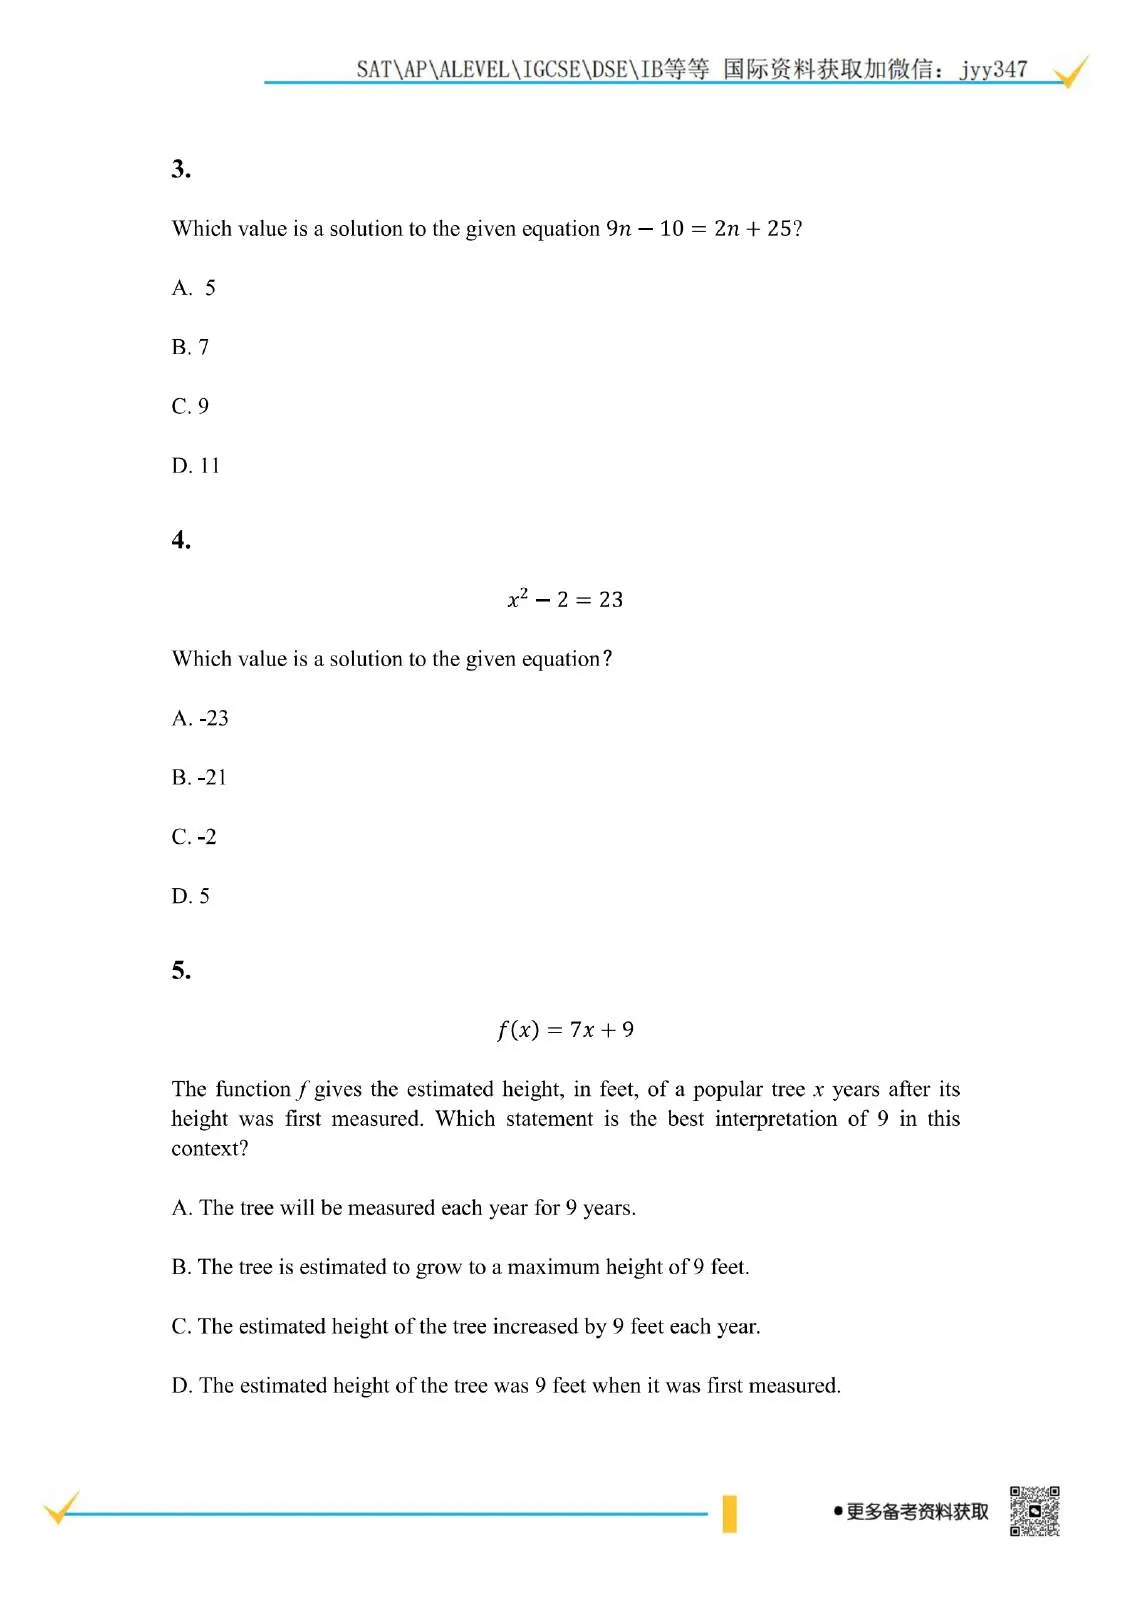 SAT\AP\ALEVEL\IGCSE\DSE\IB等等 国际资料获取加微信：jyy347
3.
Which value is a solution to the given equation 9n − 10 = 2n + 25?
A. 5
B. 7
C. 9
D. 11
4.
x² − 2 = 23
Which value is a solution to the given equation?
A. -23
B. -21
C. -2
D. 5
5.
f(x) = 7x + 9
The function f gives the estimated height, in feet, of a popular tree x years after its
height was first measured. Which statement is the best interpretation of 9 in this
context?
A. The tree will be measured each year for 9 years.
B. The tree is estimated to grow to a maximum height of 9 feet.
C. The estimated height of the tree increased by 9 feet each year.
D. The estimated height of the tree was 9 feet when it was first measured.
•更多备考资料获取